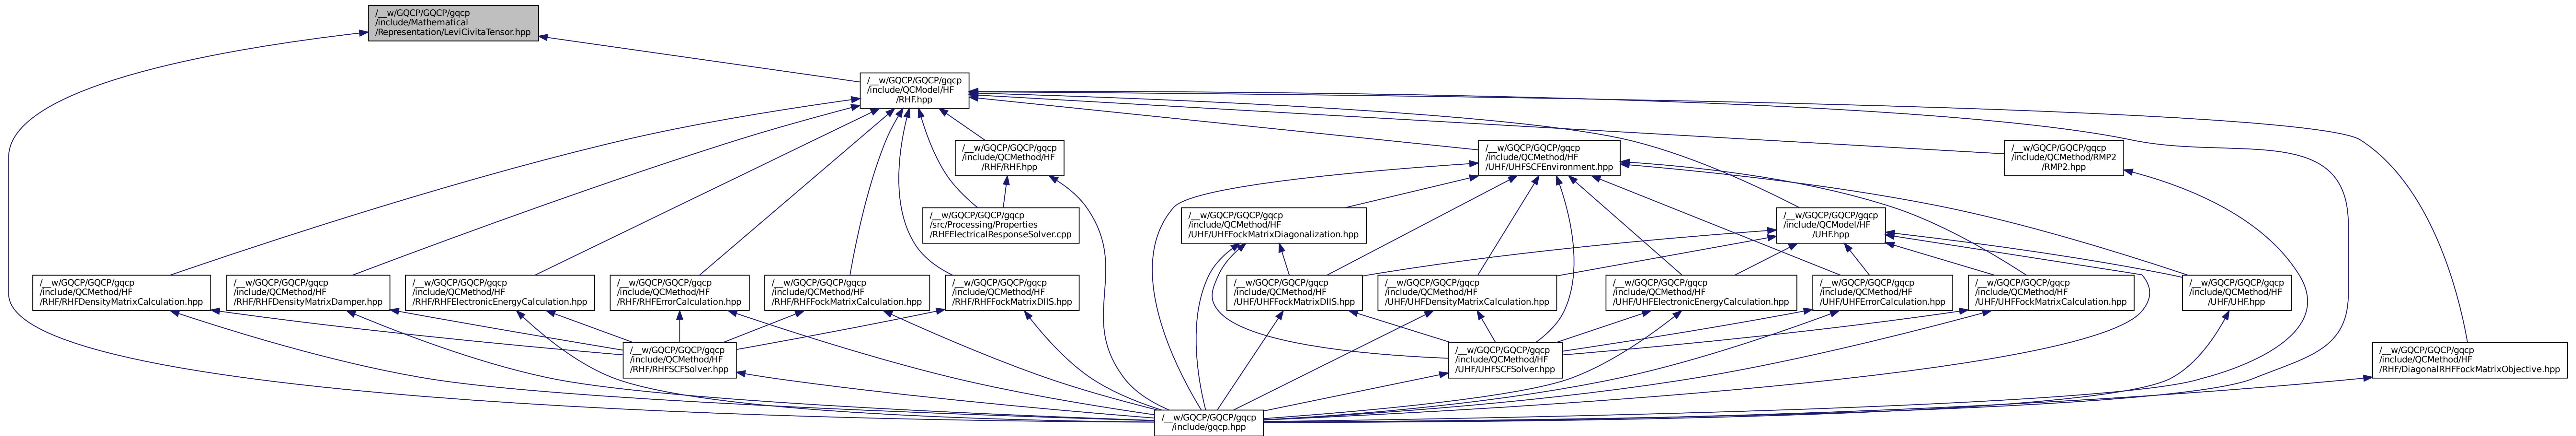 /__w/GQCP/GQCP/gqcp
/include/Mathematical
/Representation/LeviCivitaTensor.hpp
/__w/GQCP/GQCP/gqcp
/include/QCModel/HF
/RHF.hpp
/__w/GQCP/GQCP/gqcp
/include/QCMethod/HF
/RHF/RHF.hpp
/__w/GQCP/GQCP/gqcp
/include/QCMethod/HF
/UHF/UHFSCFEnvironment.hpp
/__w/GQCP/GQCP/gqcp
/include/QCMethod/RMP2
/RMP2.hpp
/__w/GQCP/GQCP/gqcp
/src/Processing/Properties
/RHFElectricalResponseSolver.cpp
/__w/GQCP/GQCP/gqcp
/include/QCMethod/HF
/UHF/UHFFockMatrixDiagonalization.hpp
/__w/GQCP/GQCP/gqcp
/include/QCModel/HF
/UHF.hpp
/__w/GQCP/GQCP/gqcp
/include/QCMethod/HF
/RHF/RHFDensityMatrixCalculation.hpp
/__w/GQCP/GQCP/gqcp
/include/QCMethod/HF
/RHF/RHFDensityMatrixDamper.hpp
/__w/GQCP/GQCP/gqcp
/include/QCMethod/HF
/RHF/RHFElectronicEnergyCalculation.hpp
/__w/GQCP/GQCP/gqcp
/include/QCMethod/HF
/RHF/RHFErrorCalculation.hpp
/__w/GQCP/GQCP/gqcp
/include/QCMethod/HF
/RHF/RHFFockMatrixCalculation.hpp
/__w/GQCP/GQCP/gqcp
/include/QCMethod/HF
/RHF/RHFFockMatrixDIIS.hpp
/__w/GQCP/GQCP/gqcp
/include/QCMethod/HF
/UHF/UHFFockMatrixDIIS.hpp
/__w/GQCP/GQCP/gqcp
/include/QCMethod/HF
/UHF/UHFDensityMatrixCalculation.hpp
/__w/GQCP/GQCP/gqcp
/include/QCMethod/HF
/UHF/UHFElectronicEnergyCalculation.hpp
/__w/GQCP/GQCP/gqcp
/include/QCMethod/HF
/UHF/UHFErrorCalculation.hpp
/__w/GQCP/GQCP/gqcp
/include/QCMethod/HF
/UHF/UHFFockMatrixCalculation.hpp
/__w/GQCP/GQCP/gqcp
/include/QCMethod/HF
/UHF/UHF.hpp
/__w/GQCP/GQCP/gqcp
/include/QCMethod/HF
/RHF/RHFSCFSolver.hpp
/__w/GQCP/GQCP/gqcp
/include/QCMethod/HF
/UHF/UHFSCFSolver.hpp
/__w/GQCP/GQCP/gqcp
/include/QCMethod/HF
/RHF/DiagonalRHFFockMatrixObjective.hpp
/__w/GQCP/GQCP/gqcp
/include/gqcp.hpp